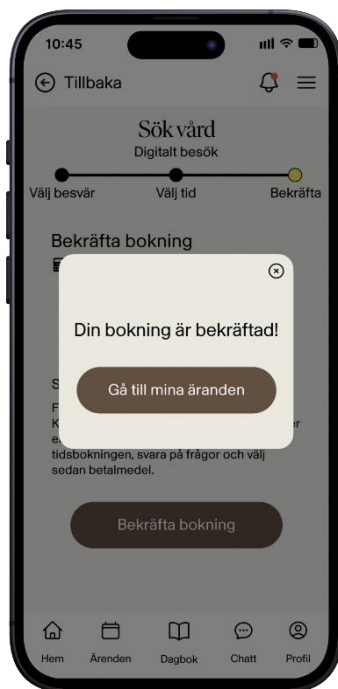 10:45
Tillbaka
Sök vård
Digitalt besök
Välj besvär
Välj tid
Bekräfta
Bekräfta bokning
Din bokning är bekräftad!
Gå till mina äranden
tidsbokningen, svara på frågor och välj
sedan betalmedel.
Bekräfta bokning
Hem
Ärenden
Dagbok
Chatt
Profil